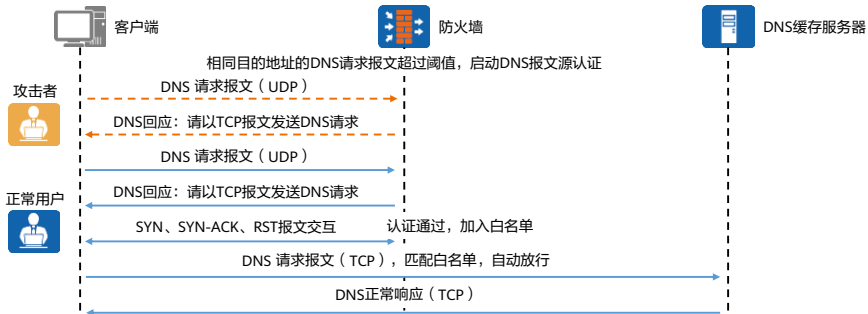 客户端
防火墙
DNS缓存服务器
相同目的地址的DNS请求报文超过阈值，启动DNS报文源认证
DNS 请求报文（UDP）
攻击者
DNS回应：请以TCP报文发送DNS请求
DNS 请求报文（UDP）
正常用户
DNS回应：请以TCP报文发送DNS请求
SYN、SYN-ACK、RST报文交互
认证通过，加入白名单
DNS 请求报文（TCP），匹配白名单，自动放行
DNS正常响应（TCP）